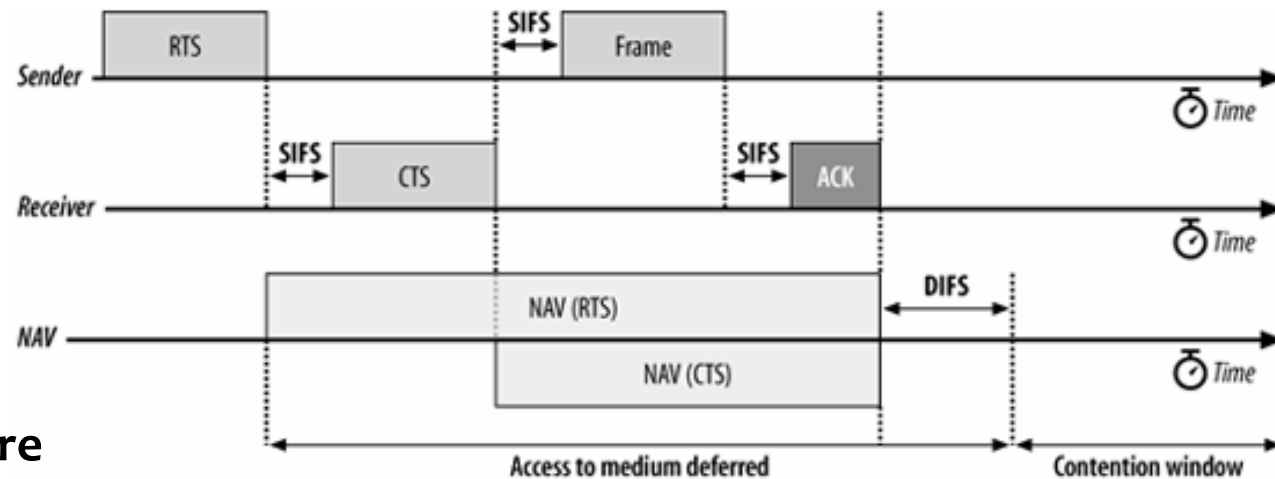 SIFS
RTS
Frame
Sender
Time
SIFS
SIFS
CTS
ACK
Receiver
Time
DIFS
NAV (RTS)
NAV
NAV (CTS)
Time
re
Access to medium deferred
Contention window